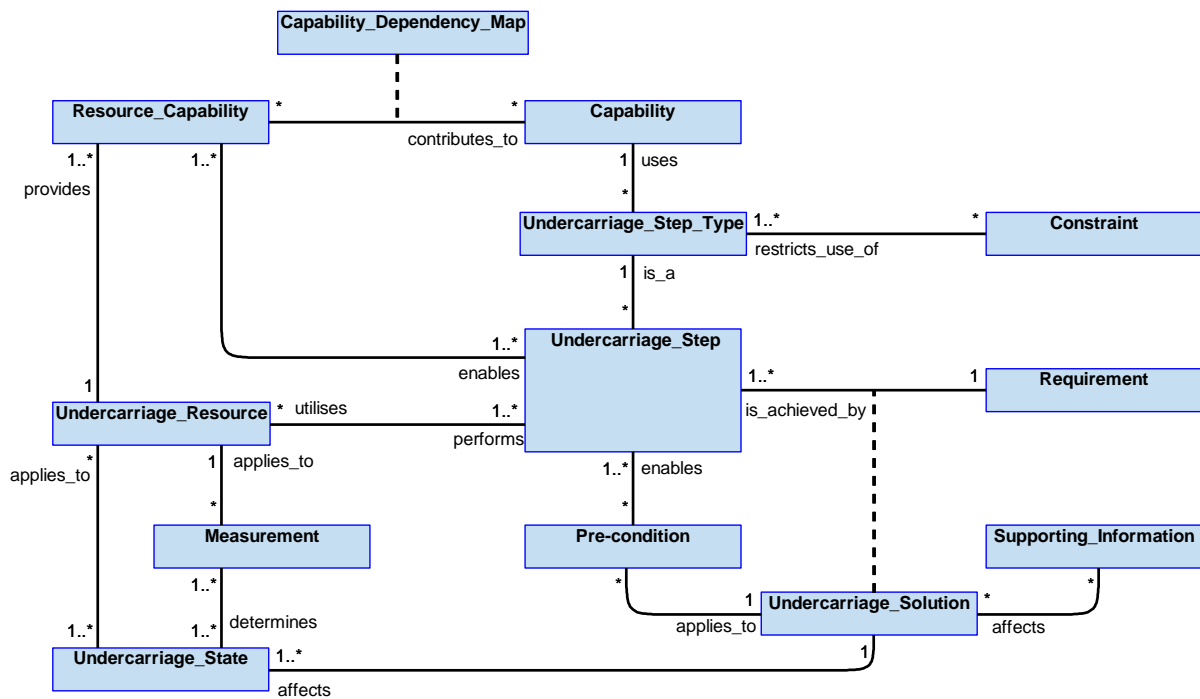 Capability_Dependency_Map
Resource_Capability
*
*
Capability
contributes_to
1..*
1..*
provides
1
uses
*
Undercarriage_Step_Type
1..*
*
Constraint
restricts_use_of
1
is_a
*
Undercarriage_Step
1..*
enables
1..*
1
Requirement
is_achieved_by
1
Undercarriage_Resource
*
utilises
1..*
performs
*
applies_to
1
applies_to
1..*
enables
*
*
Measurement
Pre-condition
Supporting_Information
1..*
*
1
Undercarriage_Solution
*
*
applies_to
affects
determines
1..*
1..*
Undercarriage_State
1..*
1
affects